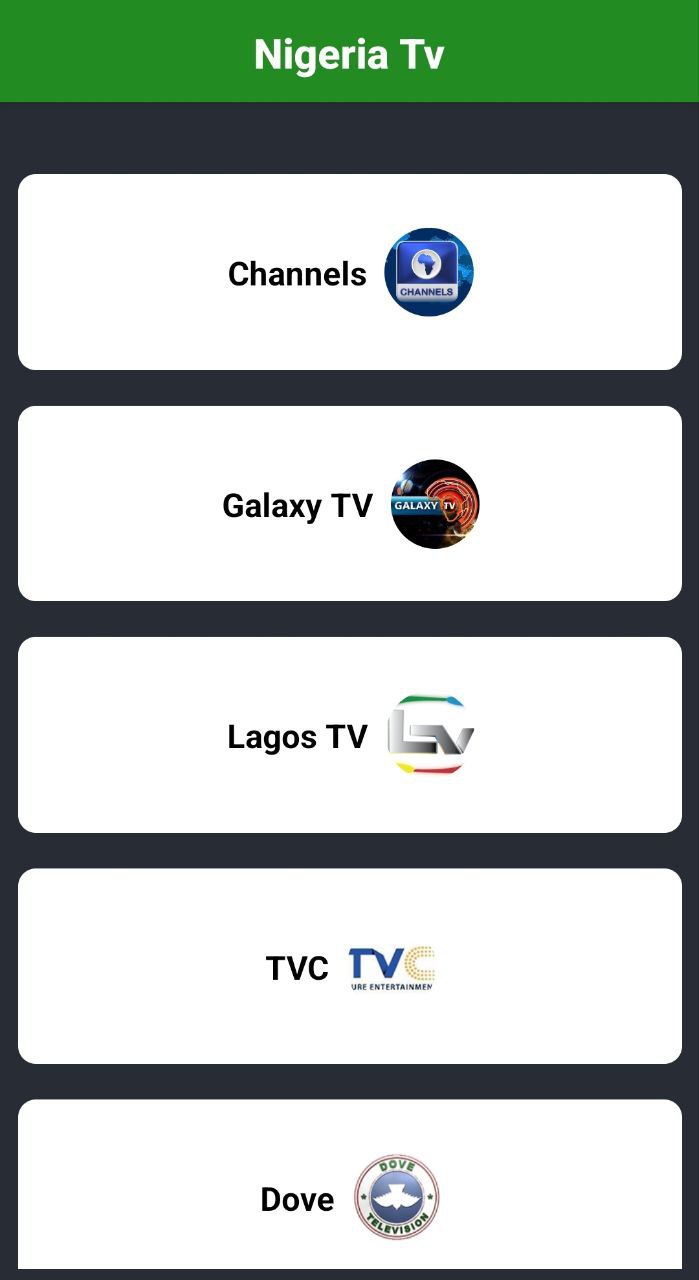 Nigeria Tv
Channels
CHANNELS
Galaxy TV
GALAXY TV
Lagos TV
LTV
TVC
TVC
URE ENTERTAINMEN
Dove
DOVE
TELEVISION